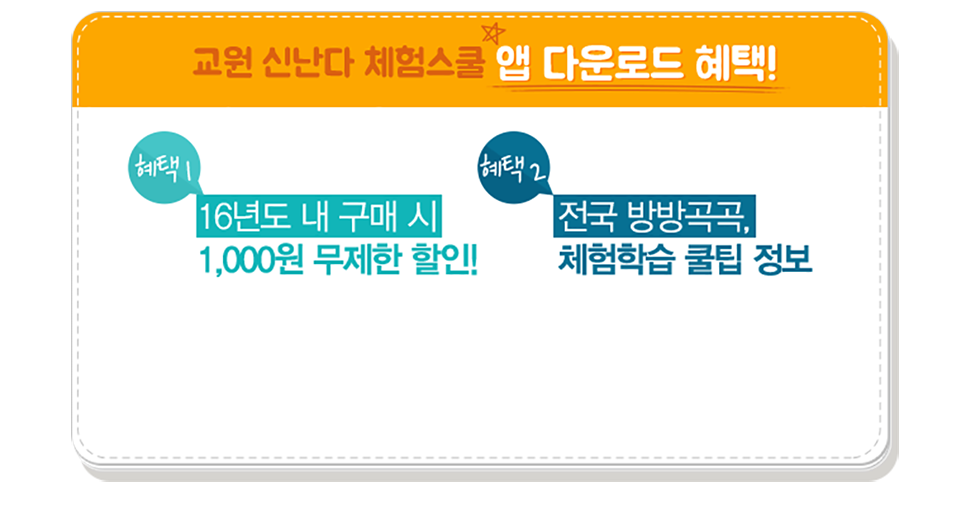 교원 신난다 체험스쿨 앱 다운로드 혜택!
혜택 1
16년도 내 구매 시
1,000원 무제한 할인!
혜택 2
전국 방방곡곡,
체험학습 쿨팁 정보